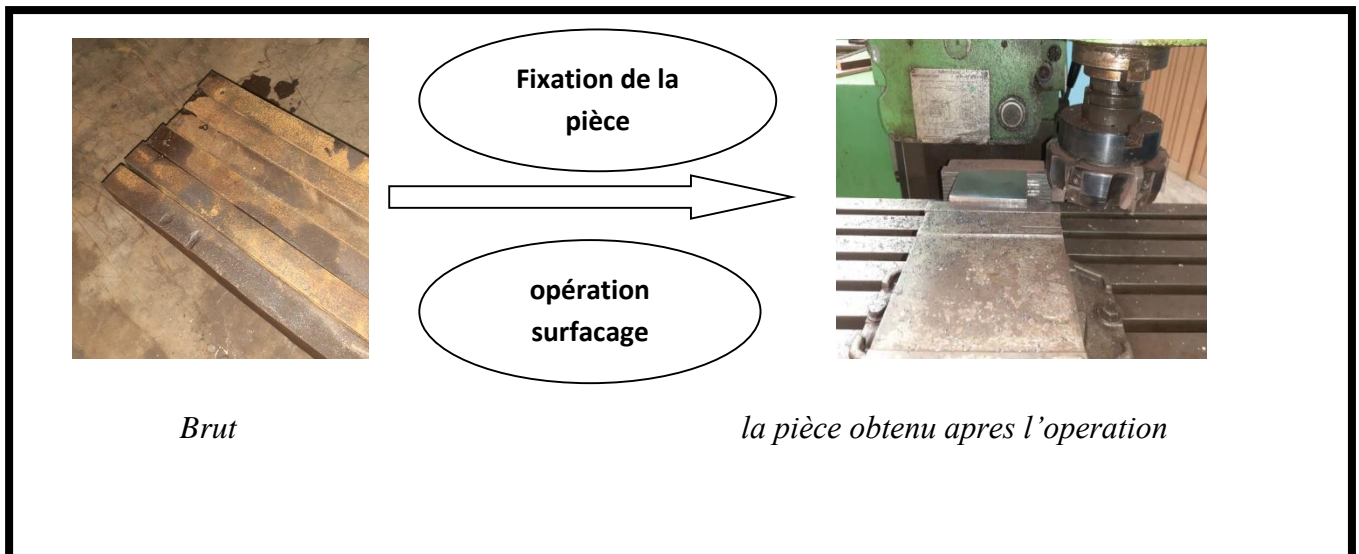 Fixation de la
pièce
opération
surfacage
Brut
la pièce obtenu apres l'operation